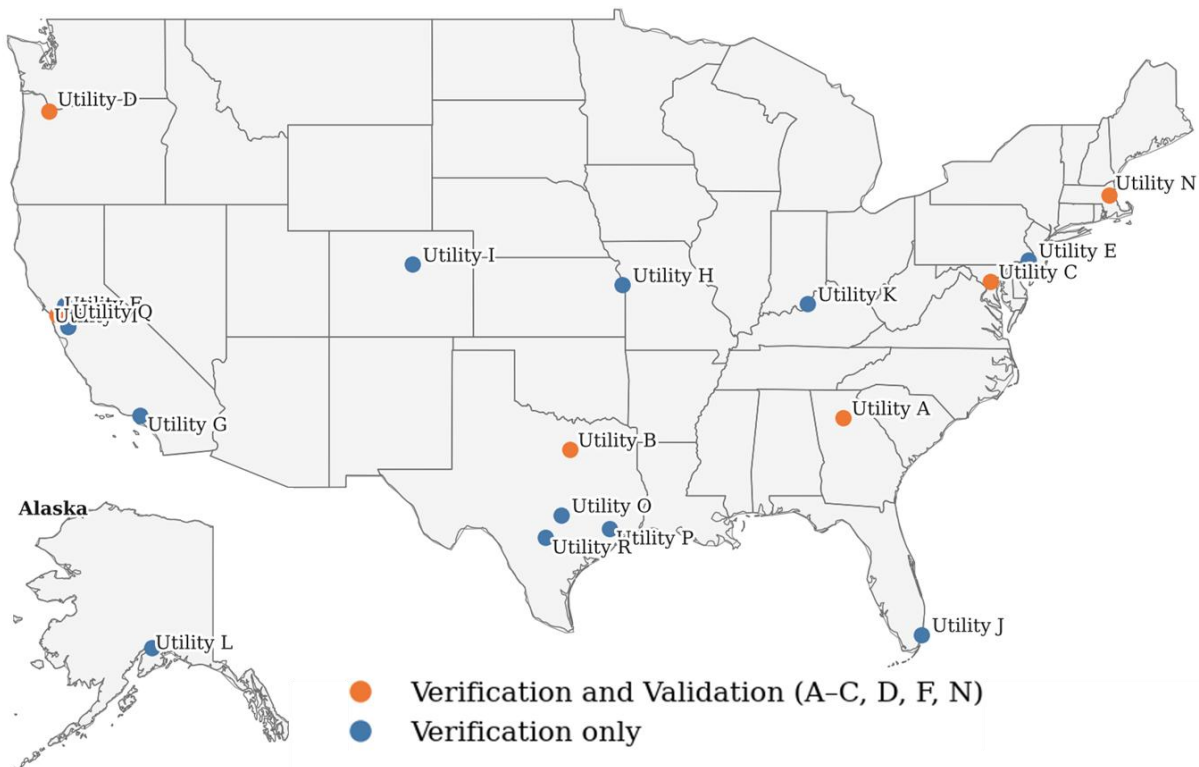 Utility D
Utility N
Utility E
Utility I
Utility C
Utility H
Utility K
Utility Q
Utility A
Utility G
Utility B
Utility O
Utility P
Utility R
Alaska
Utility J
Utility L
Verification and Validation (A–C, D, F, N)
Verification only